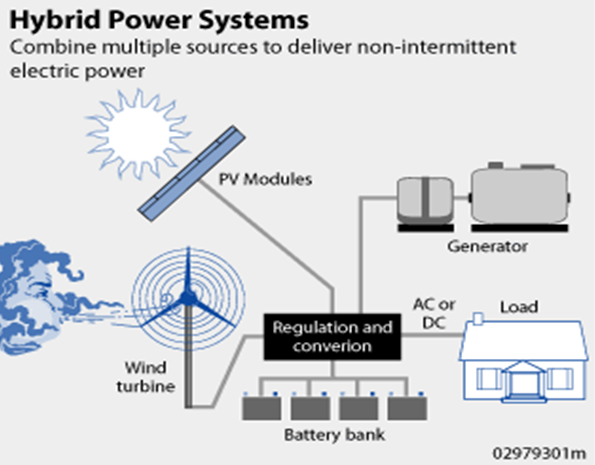 Hybrid Power Systems
Combine multiple sources to deliver non-intermittent
electric power
PV Modules
Generator
AC or
DC
Load
Regulation and
converion
Wind
turbine
Battery bank
02979301m